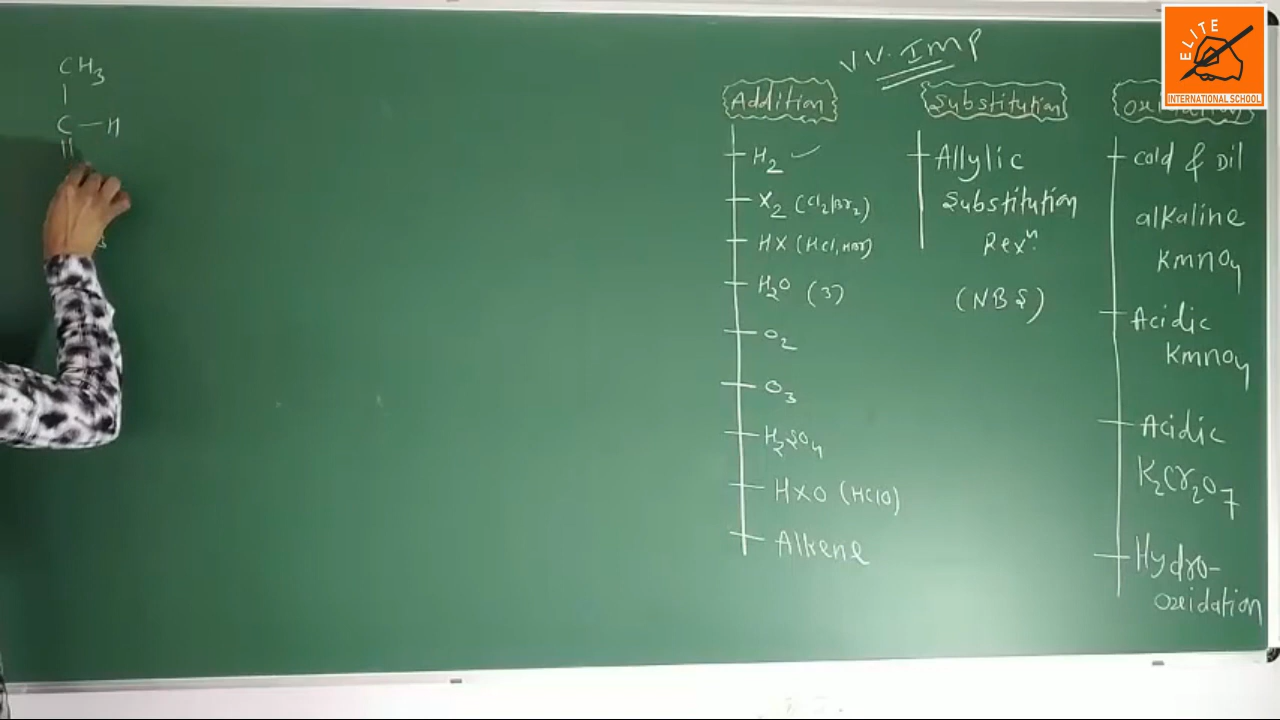 CH3
C - H
VV. IMP
Addition
H2 ✓
X2 (Cl2/Br2)
HX (HCl, HBr)
H2O (3)
O2
O3
H2SO4
HXO (HClO)
Alkene
Substitution
Allylic
Substitution
Rexn.
(NBS)
Cold & Dil
alkaline
KmnO4
Acidic
KmnO4
Acidic
K2Cr2O7
Hydro-
oxidation
ELITE
INTERNATIONAL SCHOOL